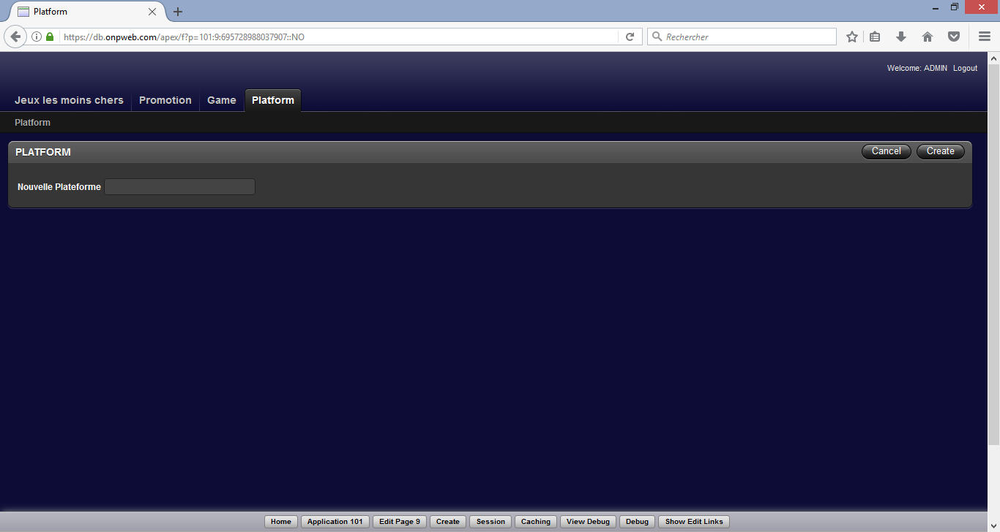 Platform
https://db.onpweb.com/apex/f?p=101:9:695728988037907::NO
Rechercher
Welcome: ADMIN Logout
Jeux les moins chers Promotion Game Platform
Platform
PLATFORM Cancel Create
Nouvelle Plateforme
Home Application 101 Edit Page 9 Create Session Caching View Debug Debug Show Edit Links